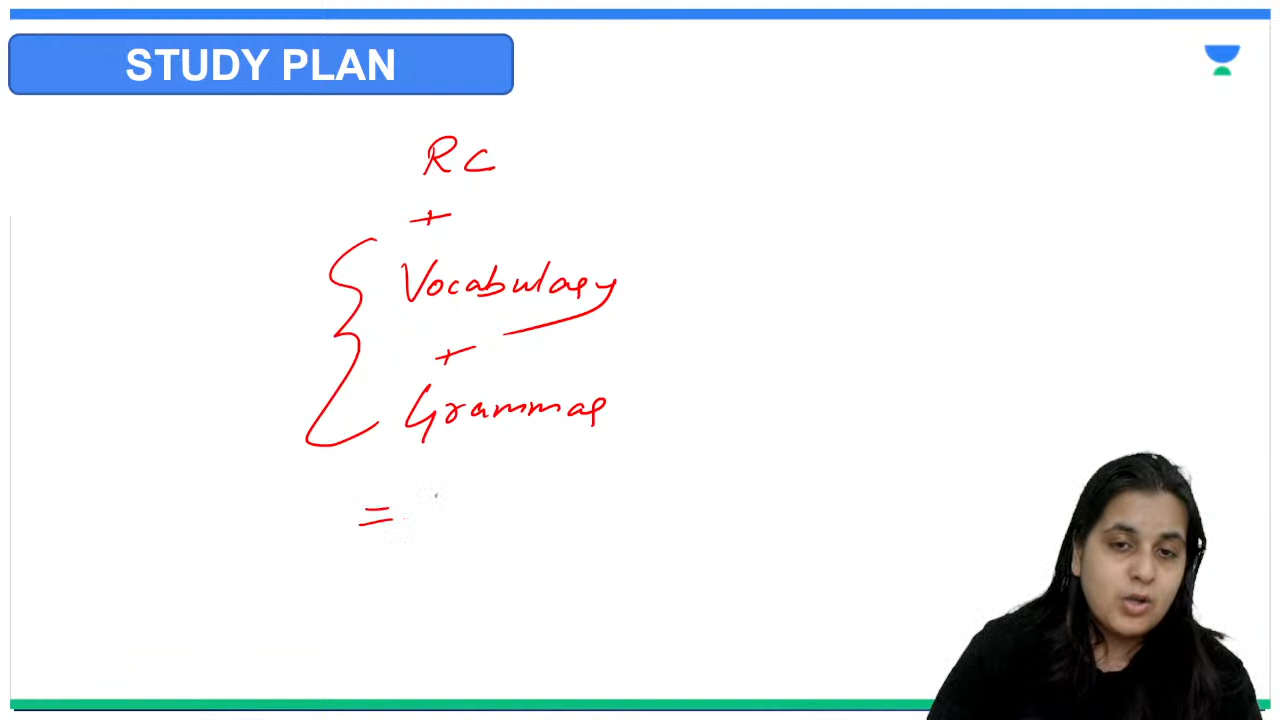 STUDY PLAN
RC
+
Vocabulary
+
Grammar
=